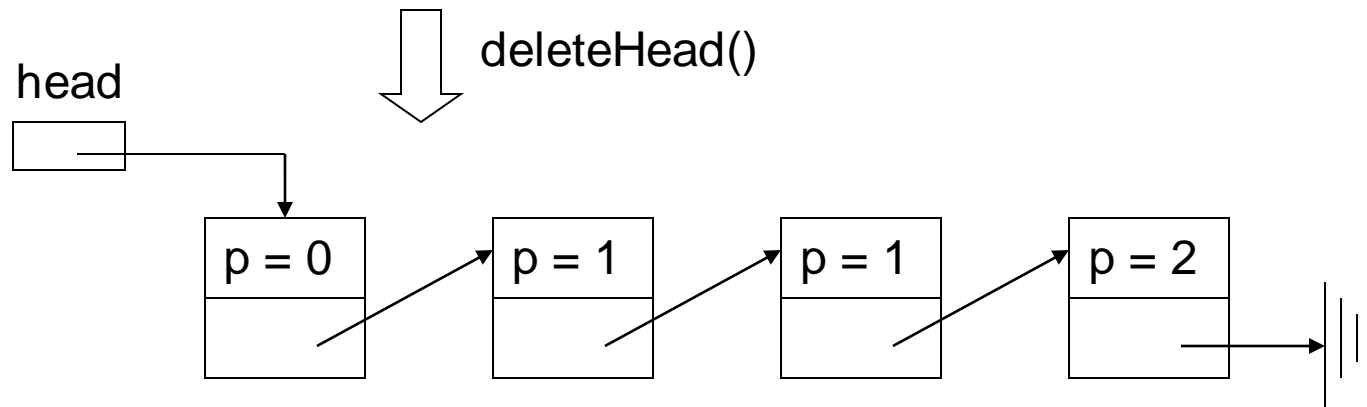 deleteHead()
head
p = 0
p = 1
p = 1
p = 2